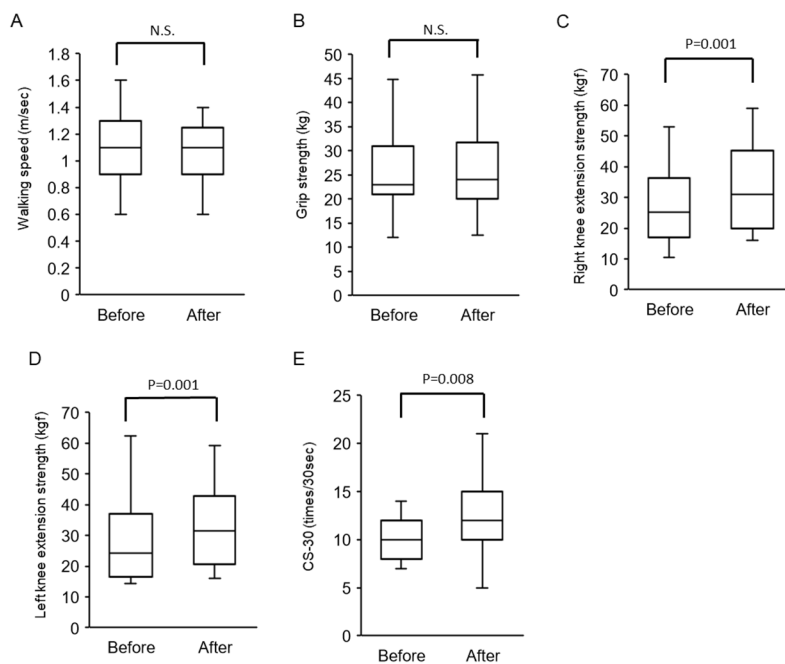 A
N.S.
Walking speed (m/sec)
1.8
1.6
1.4
1.2
1
0.8
0.6
0.4
0.2
0
Before After
B
N.S.
Grip strength (kg)
50
45
40
35
30
25
20
15
10
5
0
Before After
C
P=0.001
Right knee extension strength (kgf)
70
60
50
40
30
20
10
0
Before After
D
P=0.001
Left knee extension strength (kgf)
70
60
50
40
30
20
10
0
Before After
E
P=0.008
CS-30 (times/30sec)
25
20
15
10
5
0
Before After